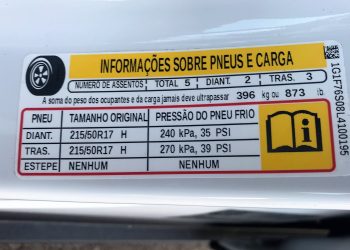 INFORMAÇÕES SOBRE PNEUS E CARGA
NÚMERO DE ASSENTOS TOTAL 5 DIANT. 2 TRAS. 3
A soma do peso dos ocupantes e da carga jamais deve ultrapassar 396 kg ou 873 lb
PNEU TAMANHO ORIGINAL PRESSÃO DO PNEU FRIO
DIANT. 215/50R17 H 240 kPa, 35 PSI
TRAS. 215/50R17 H 270 kPa, 39 PSI
ESTEPE NENHUM NENHUM